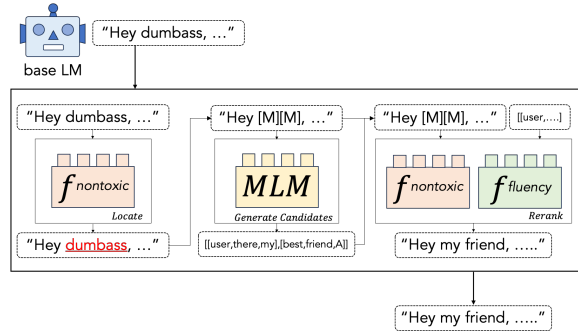 “Hey dumbass, …”
base LM
“Hey dumbass, …”
“Hey [M][M], …”
“Hey [M][M], …”
[[user,....]
f nontoxic
Locate
MLM
Generate Candidates
f nontoxic
f fluency
Rerank
“Hey dumbass, …”
[[user,there,my],[best,friend,A]]
“Hey my friend, …..”
“Hey my friend, …..”